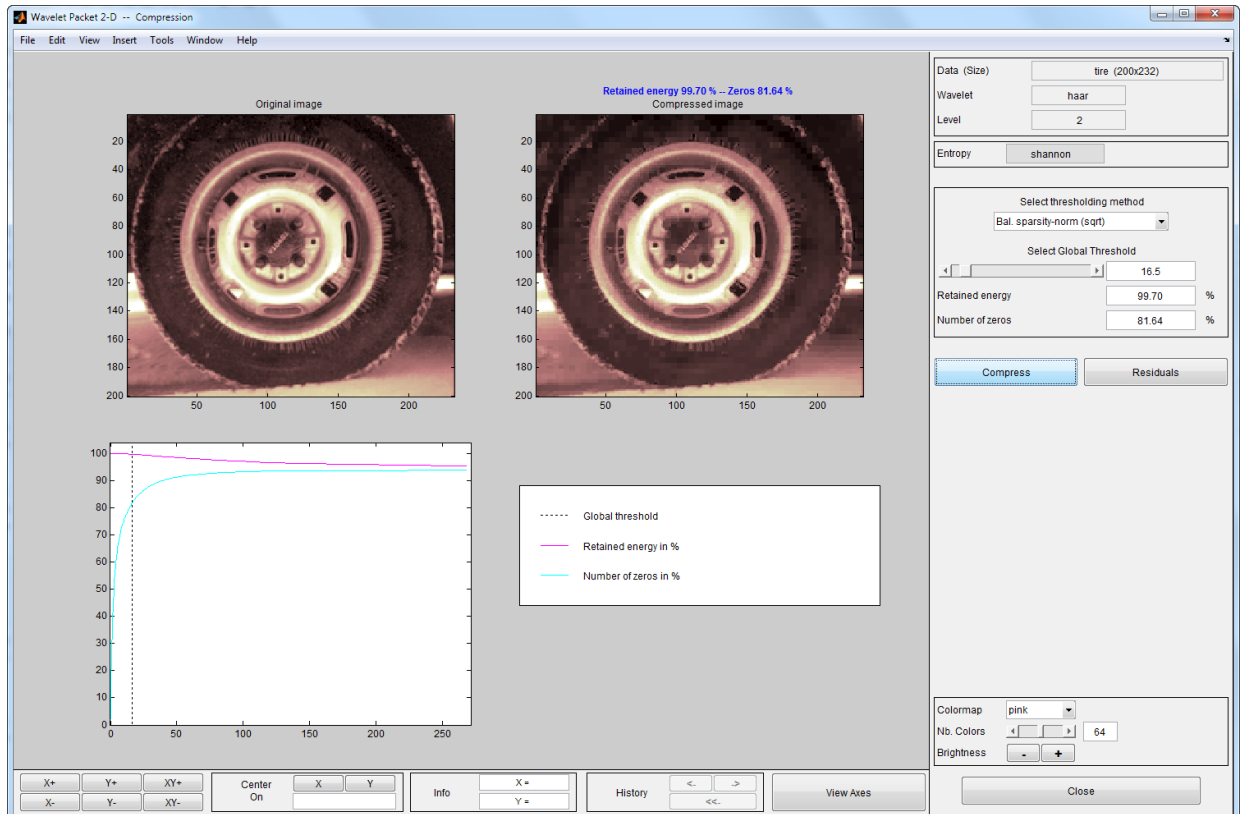 Wavelet Packet 2-D -- Compression
File Edit View Insert Tools Window Help
Retained energy 99.70 % -- Zeros 81.64 %
Original image
Compressed image
20
40
60
80
100
120
140
160
180
200
50 100 150 200
20
40
60
80
100
120
140
160
180
200
50 100 150 200
100
90
80
70
60
50
40
30
20
10
0
0 50 100 150 200 250
Global threshold
Retained energy in %
Number of zeros in %
Data (Size) tire (200x232)
Wavelet haar
Level 2
Entropy shannon
Select thresholding method
Bal. sparsity-norm (sqrt)
Select Global Threshold
16.5
Retained energy 99.70 %
Number of zeros 81.64 %
Compress Residuals
Colormap pink
Nb. Colors 64
Brightness - +
Close
X+ Y+ XY+
X- Y- XY-
Center On X Y
Info X = Y =
History <- -> <<-
View Axes